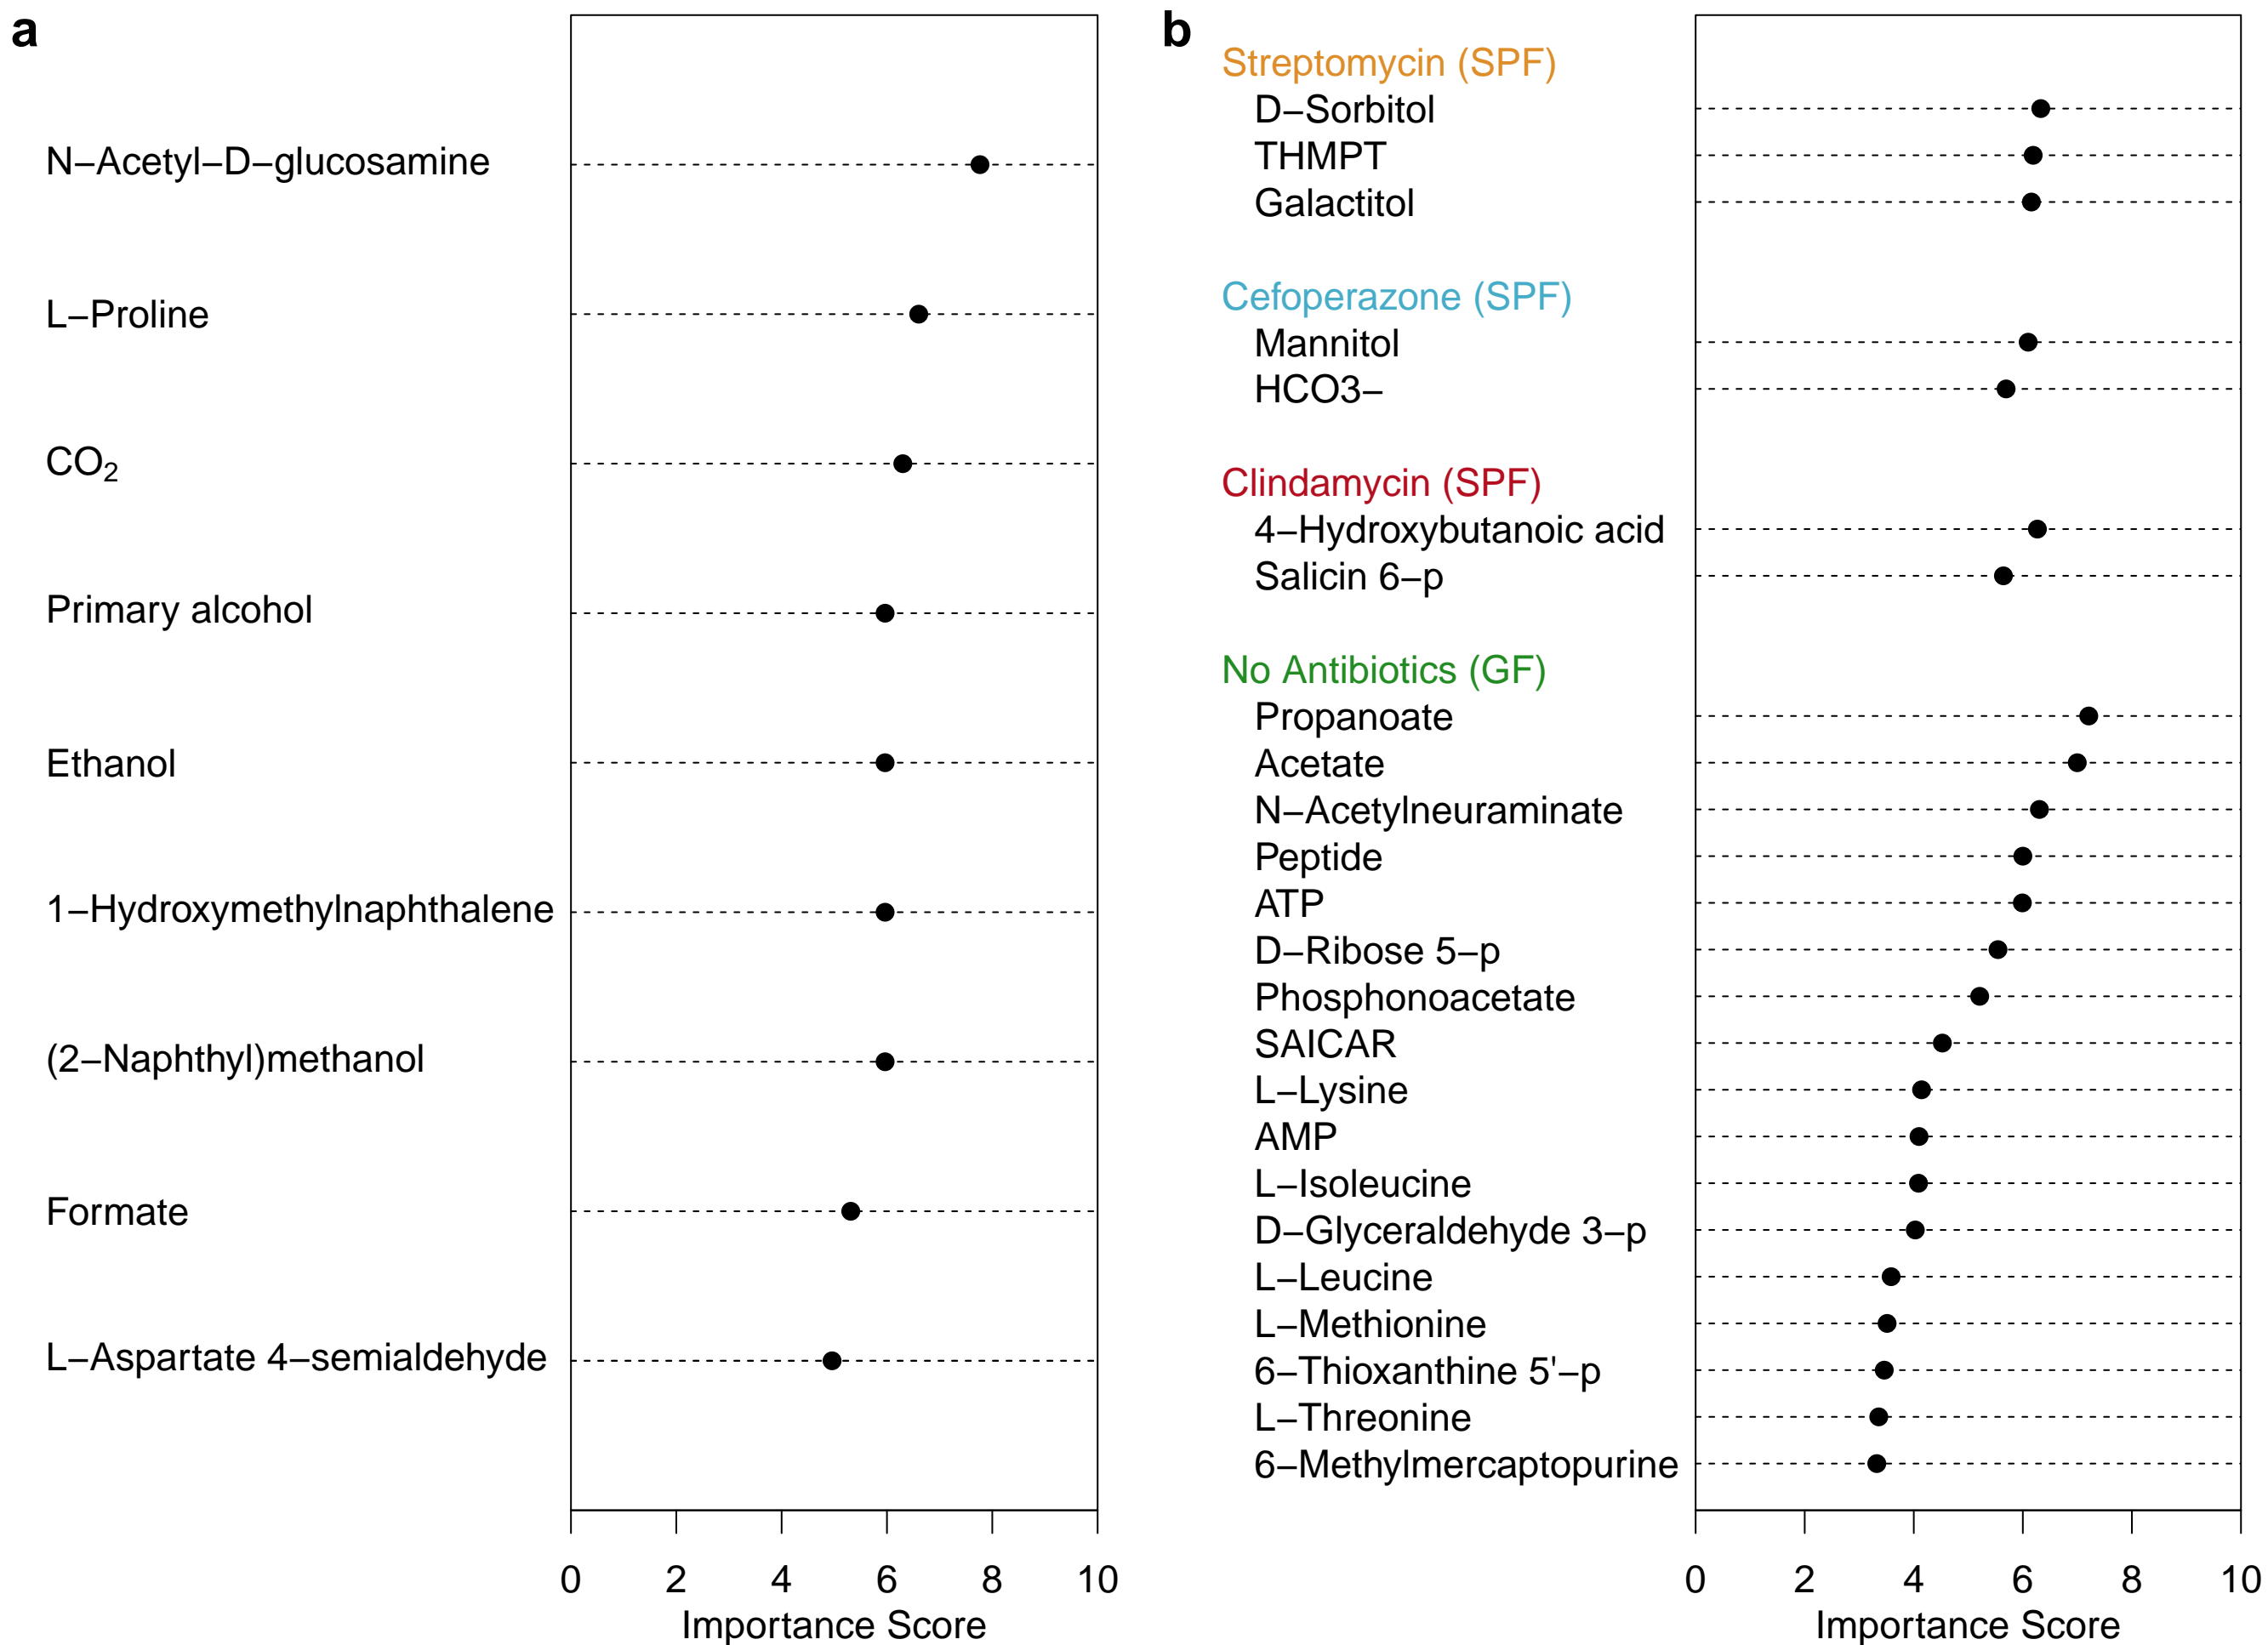 a
N−Acetyl−D−glucosamine
L−Proline
CO₂
Primary alcohol
Ethanol
1−Hydroxymethylnaphthalene
(2−Naphthyl)methanol
Formate
L−Aspartate 4−semialdehyde
0 2 4 6 8 10
Importance Score
b
Streptomycin (SPF)
D−Sorbitol
THMPT
Galactitol
Cefoperazone (SPF)
Mannitol
HCO3−
Clindamycin (SPF)
4−Hydroxybutanoic acid
Salicin 6−p
No Antibiotics (GF)
Propanoate
Acetate
N−Acetylneuraminate
Peptide
ATP
D−Ribose 5−p
Phosphonoacetate
SAICAR
L−Lysine
AMP
L−Isoleucine
D−Glyceraldehyde 3−p
L−Leucine
L−Methionine
6−Thioxanthine 5'−p
L−Threonine
6−Methylmercaptopurine
0 2 4 6 8 10
Importance Score